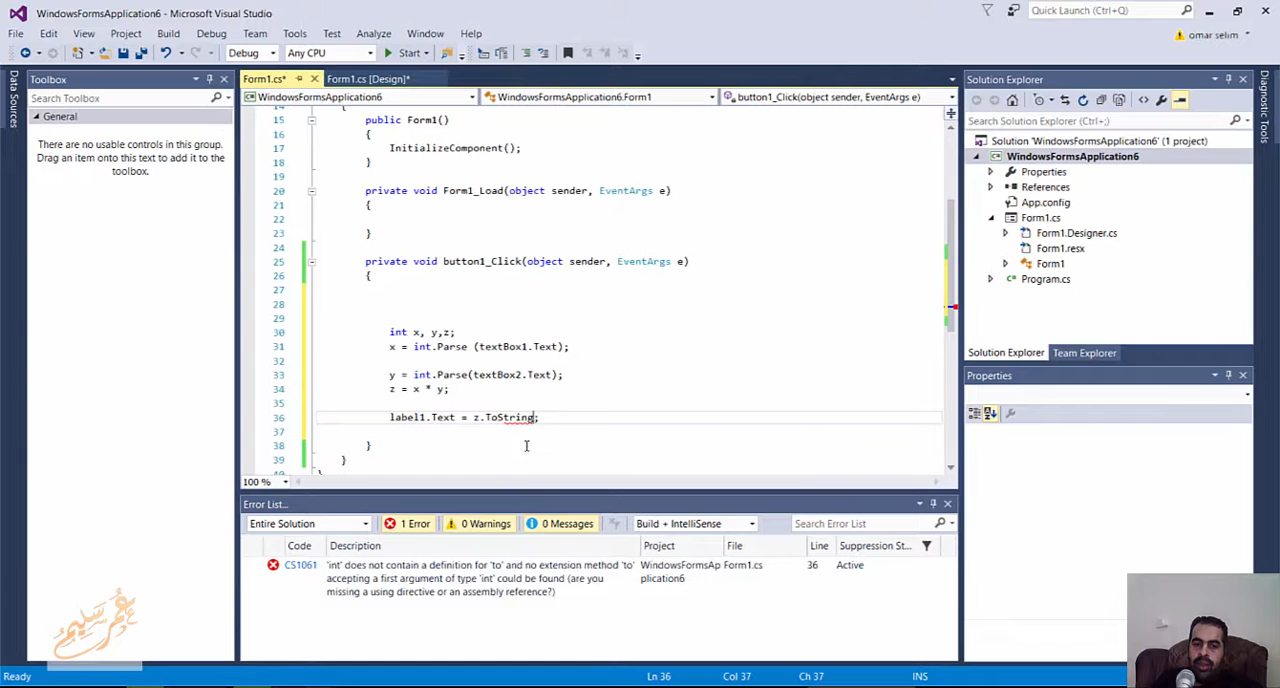 WindowsFormsApplication6 - Microsoft Visual Studio
Quick Launch (Ctrl+Q)
File Edit View Project Build Debug Team Tools Test Analyze Window Help
omar selim
Debug Any CPU Start
Data Sources
Toolbox
Search Toolbox
General
There are no usable controls in this group.
Drag an item onto this text to add it to the
toolbox.
Form1.cs* Form1.cs [Design]*
WindowsFormsApplication6 WindowsFormsApplication6.Form1 button1_Click(object sender, EventArgs e)
14 {
15 public Form1()
16 {
17 InitializeComponent();
18 }
19
20 private void Form1_Load(object sender, EventArgs e)
21 {
22
23 }
24
25 private void button1_Click(object sender, EventArgs e)
26 {
27
28
29
30 int x, y,z;
31 x = int.Parse (textBox1.Text);
32
33 y = int.Parse(textBox2.Text);
34 z = x * y;
35
36 label1.Text = z.ToString;
37
38 }
39 }
40 }
100 %
Error List...
Entire Solution 1 Error 0 Warnings 0 Messages Build + IntelliSense Search Error List
Code Description Project File Line Suppression St...
CS1061 'int' does not contain a definition for 'to' and no extension method 'to' WindowsFormsAp Form1.cs 36 Active
accepting a first argument of type 'int' could be found (are you plication6
missing a using directive or an assembly reference?)
Solution Explorer
Search Solution Explorer (Ctrl+;)
Solution 'WindowsFormsApplication6' (1 project)
WindowsFormsApplication6
Properties
References
App.config
Form1.cs
Form1.Designer.cs
Form1.resx
Form1
Program.cs
Solution Explorer Team Explorer
Properties
Diagnostic Tools
عمر سليم
Ready Ln 36 Col 37 Ch 37 INS